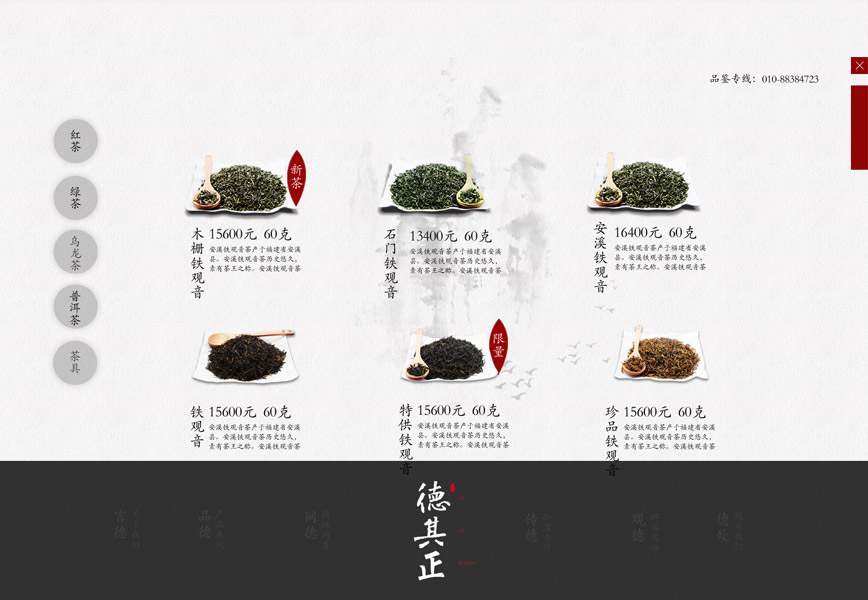 品鉴专线：010-88384723
红茶
绿茶
乌龙茶
普洱茶
茶具
新茶
木栅铁观音
15600元 60克
安溪铁观音茶产于福建省安溪
县。安溪铁观音茶历史悠久，
素有茶王之称。安溪铁观音茶
石门铁观音
13400元 60克
安溪铁观音茶产于福建省安溪
县。安溪铁观音茶历史悠久，
素有茶王之称。安溪铁观音茶
安溪铁观音
16400元 60克
安溪铁观音茶产于福建省安溪
县。安溪铁观音茶历史悠久，
素有茶王之称。安溪铁观音茶
铁观音
15600元 60克
安溪铁观音茶产于福建省安溪
县。安溪铁观音茶历史悠久，
素有茶王之称。安溪铁观音茶
限量
特供铁观音
15600元 60克
安溪铁观音茶产于福建省安溪
县。安溪铁观音茶历史悠久，
素有茶王之称。安溪铁观音茶
珍品铁观音
15600元 60克
安溪铁观音茶产于福建省安溪
县。安溪铁观音茶历史悠久，
素有茶王之称。安溪铁观音茶
言德
品德
同德
德其正
传德
观德
德处